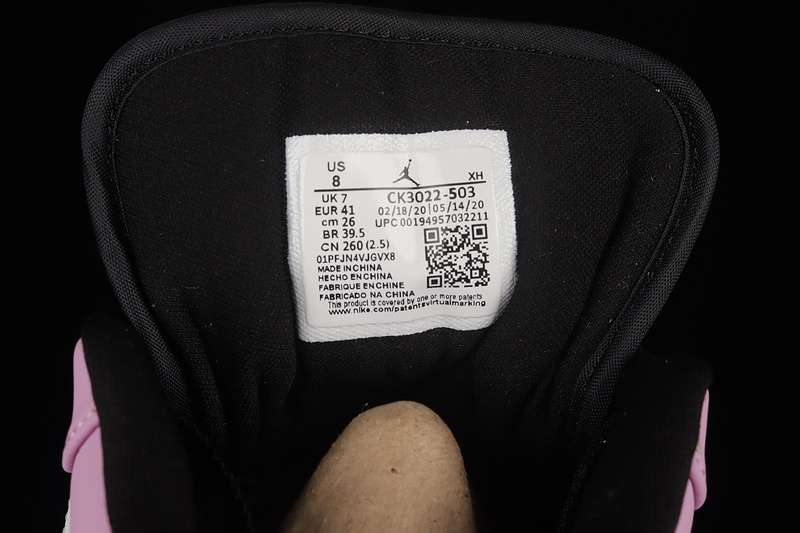 US
8
XH
UK 7
CK3022-503
EUR 41
02/18/20 05/14/20
cm 26
UPC 00194957032211
BR 39.5
CN 260 (2.5)
01PFJN4VJGVX8
MADE IN CHINA
HECHO EN CHINA
FABRIQUE EN CHINE
FABRICADO NA CHINA
This product is covered by one or more patents
www.nike.com/patentsvirtualmarking